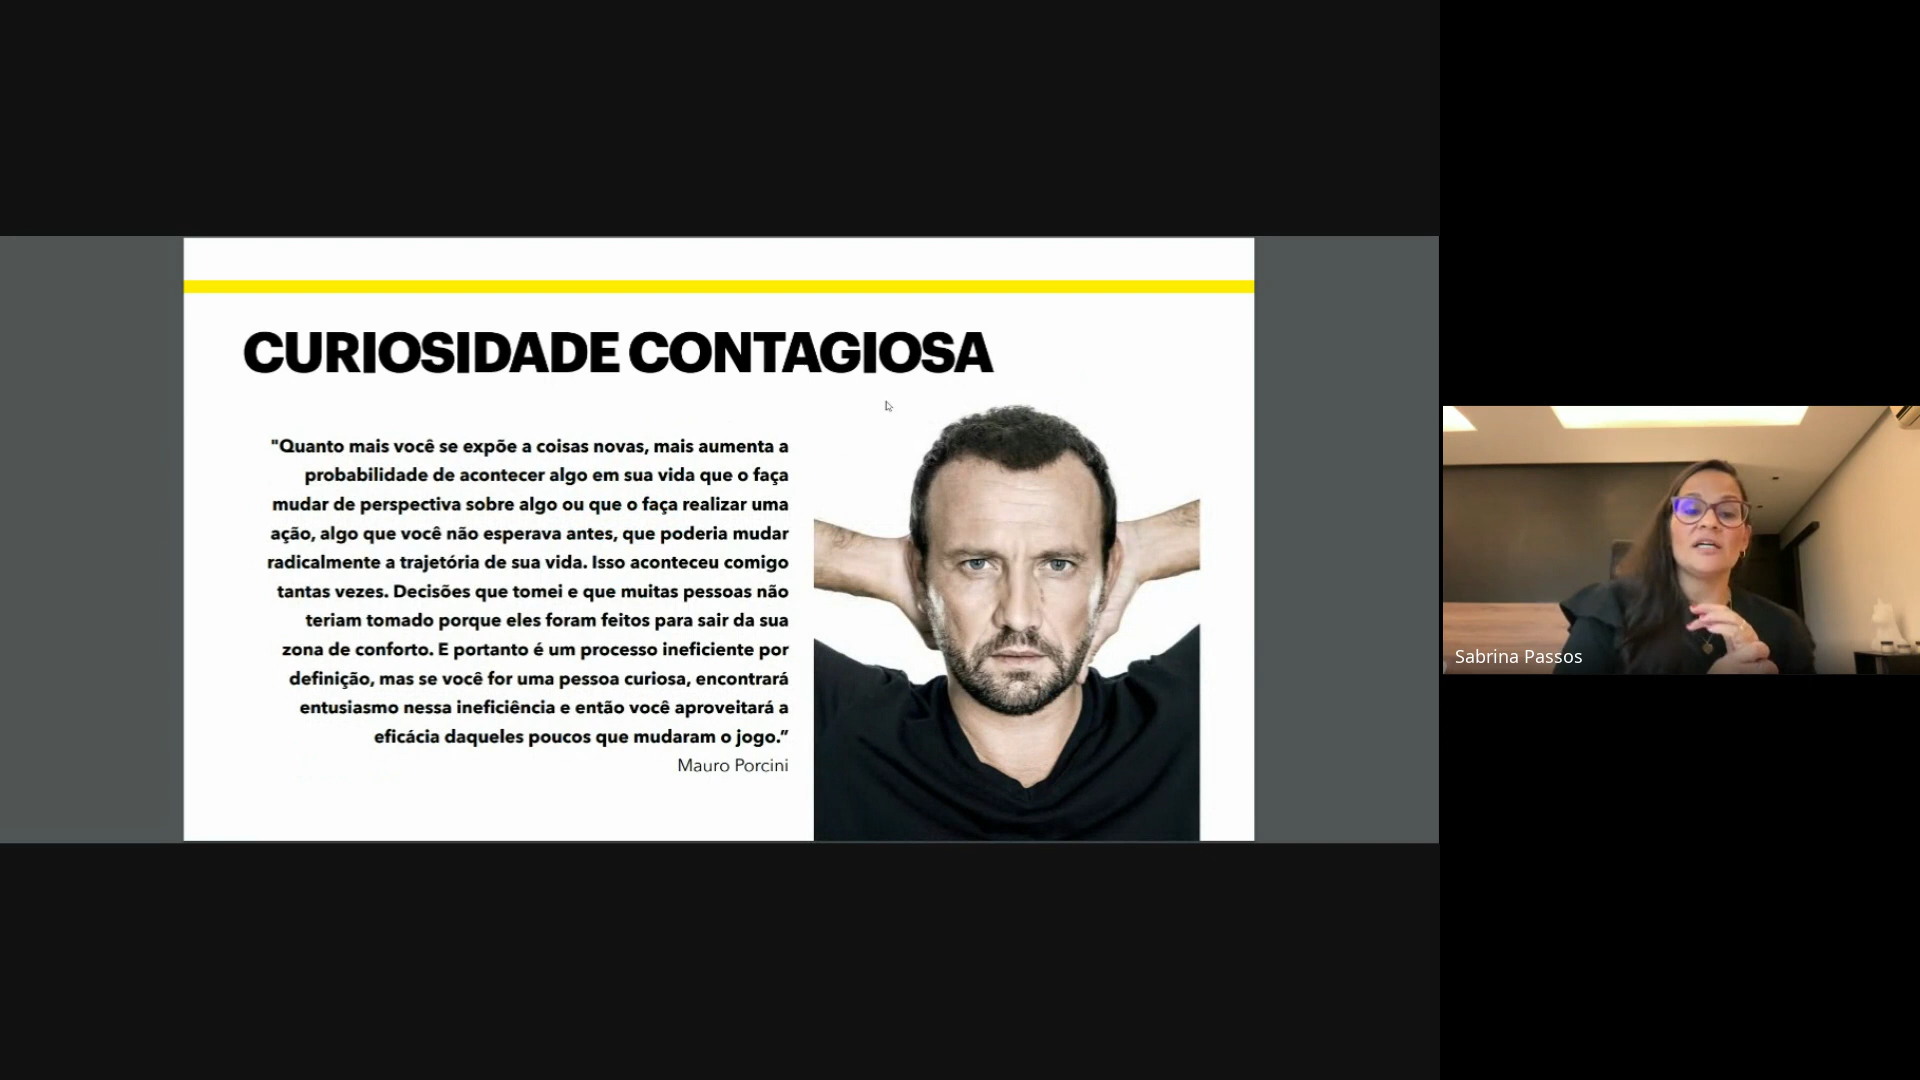 CURIOSIDADE CONTAGIOSA
"Quanto mais você se expõe a coisas novas, mais aumenta a
probabilidade de acontecer algo em sua vida que o faça
mudar de perspectiva sobre algo ou que o faça realizar uma
ação, algo que você não esperava antes, que poderia mudar
radicalmente a trajetória de sua vida. Isso aconteceu comigo
tantas vezes. Decisões que tomei e que muitas pessoas não
teriam tomado porque eles foram feitos para sair da sua
zona de conforto. E portanto é um processo ineficiente por
definição, mas se você for uma pessoa curiosa, encontrará
entusiasmo nessa ineficiência e então você aproveitará a
eficácia daqueles poucos que mudaram o jogo.”
Mauro Porcini
Sabrina Passos